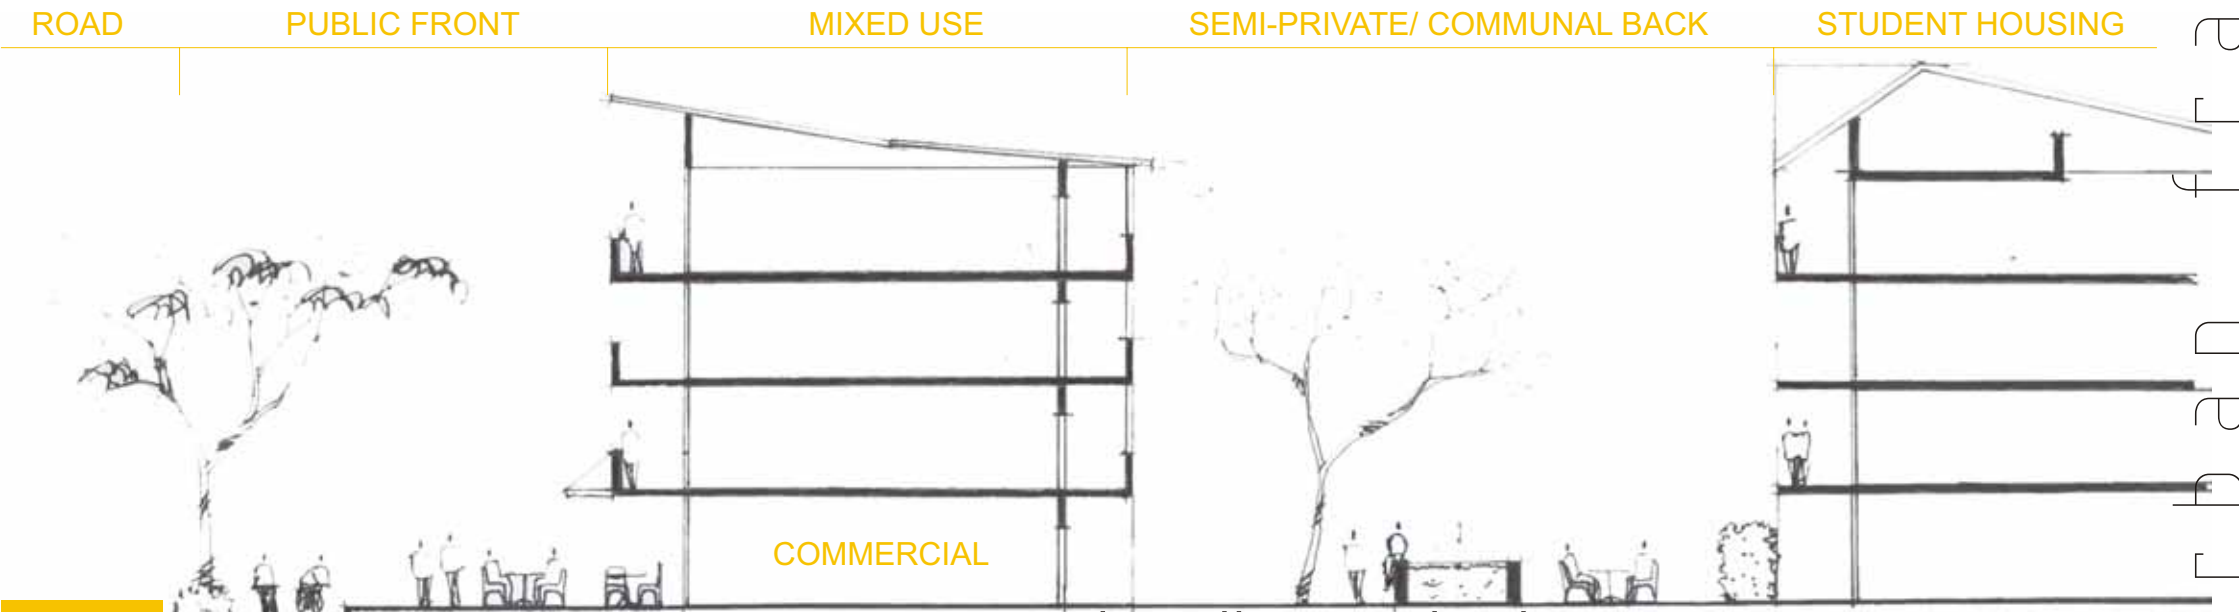 ROAD
PUBLIC FRONT
MIXED USE
SEMI-PRIVATE/ COMMUNAL BACK
STUDENT HOUSING
COMMERCIAL